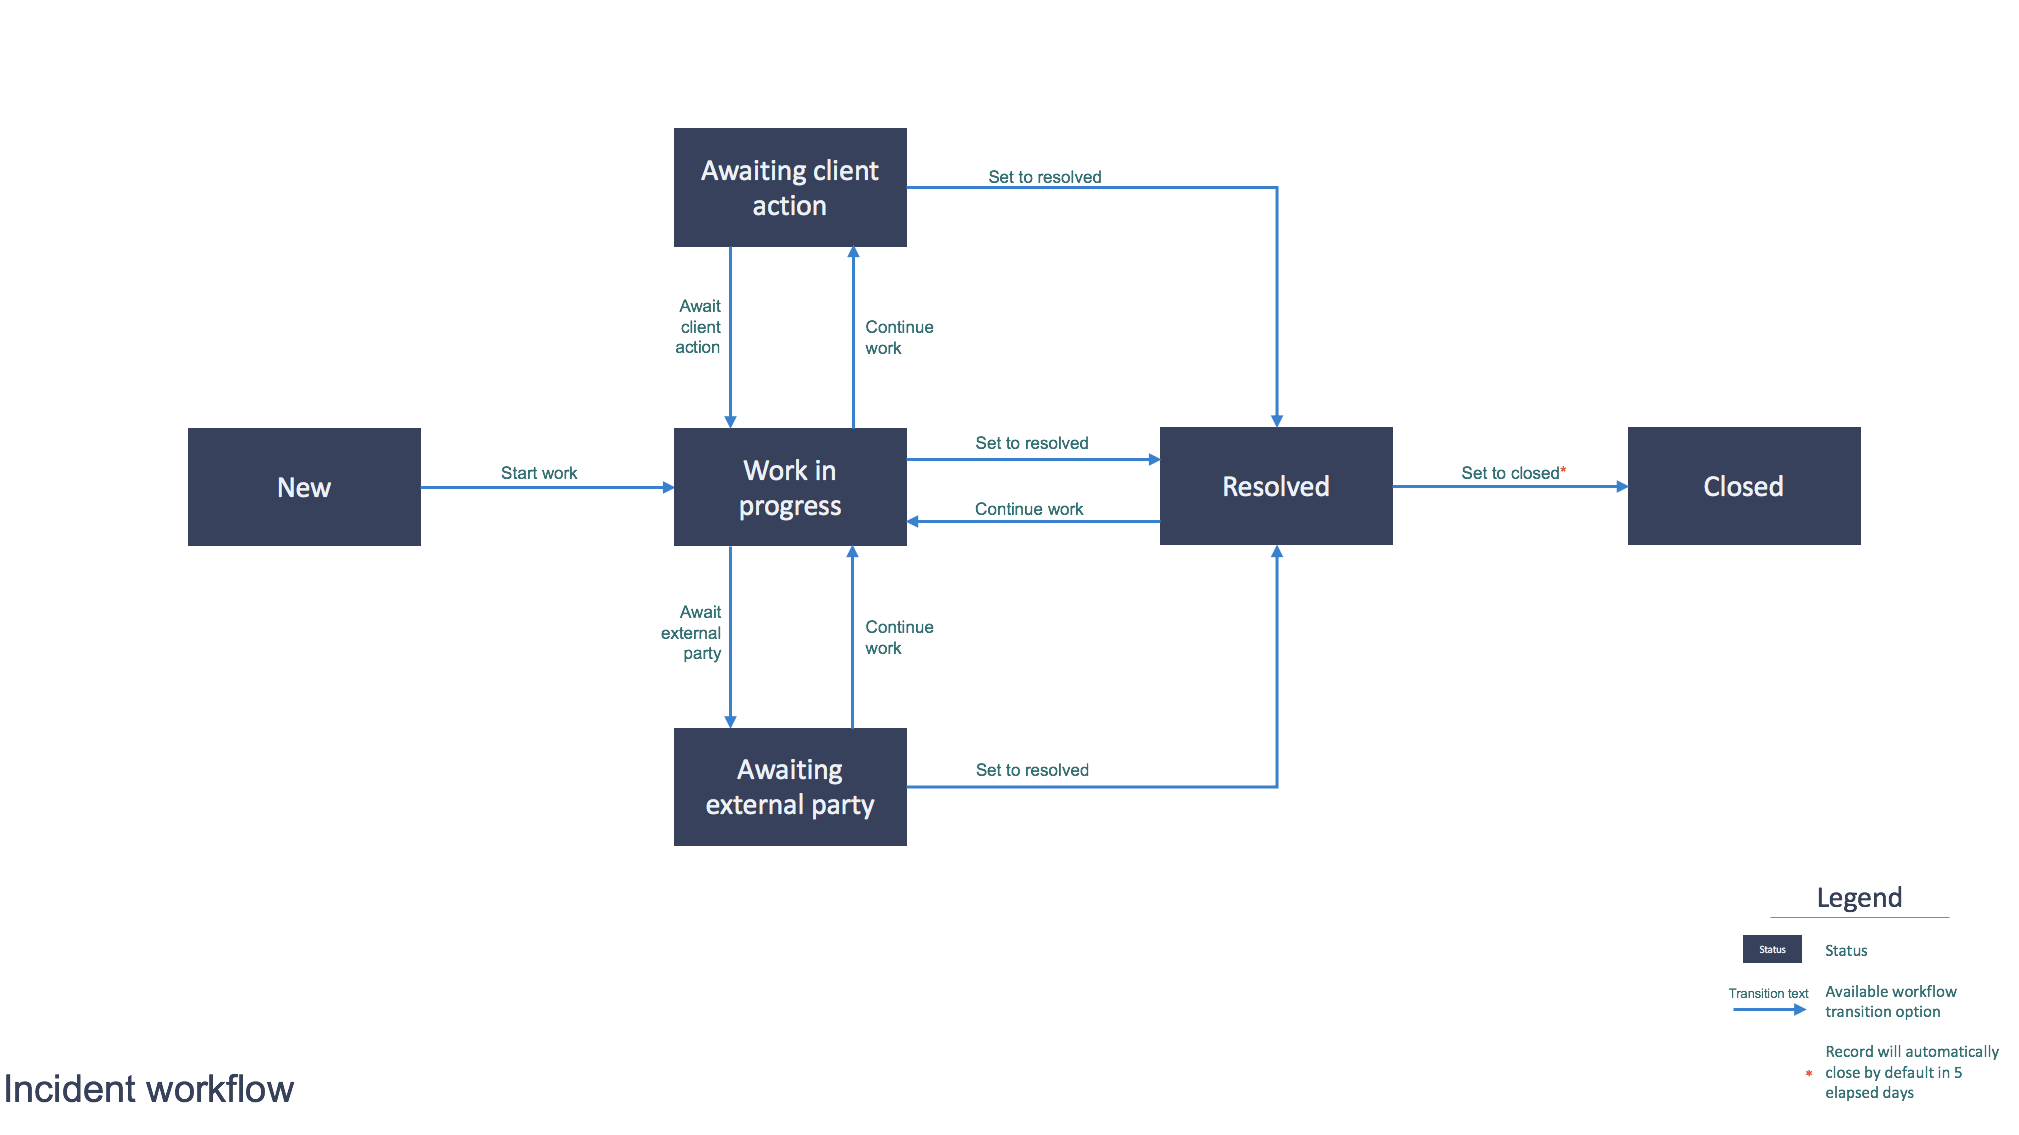 Awaiting client
action
Set to resolved
Await
client
action
Continue
work
New
Start work
Work in
progress
Set to resolved
Continue work
Resolved
Set to closed*
Closed
Await
external
party
Continue
work
Awaiting
external party
Set to resolved
Legend
Status
Status
Transition text
Available workflow
transition option
*
Record will automatically
close by default in 5
elapsed days
Incident workflow